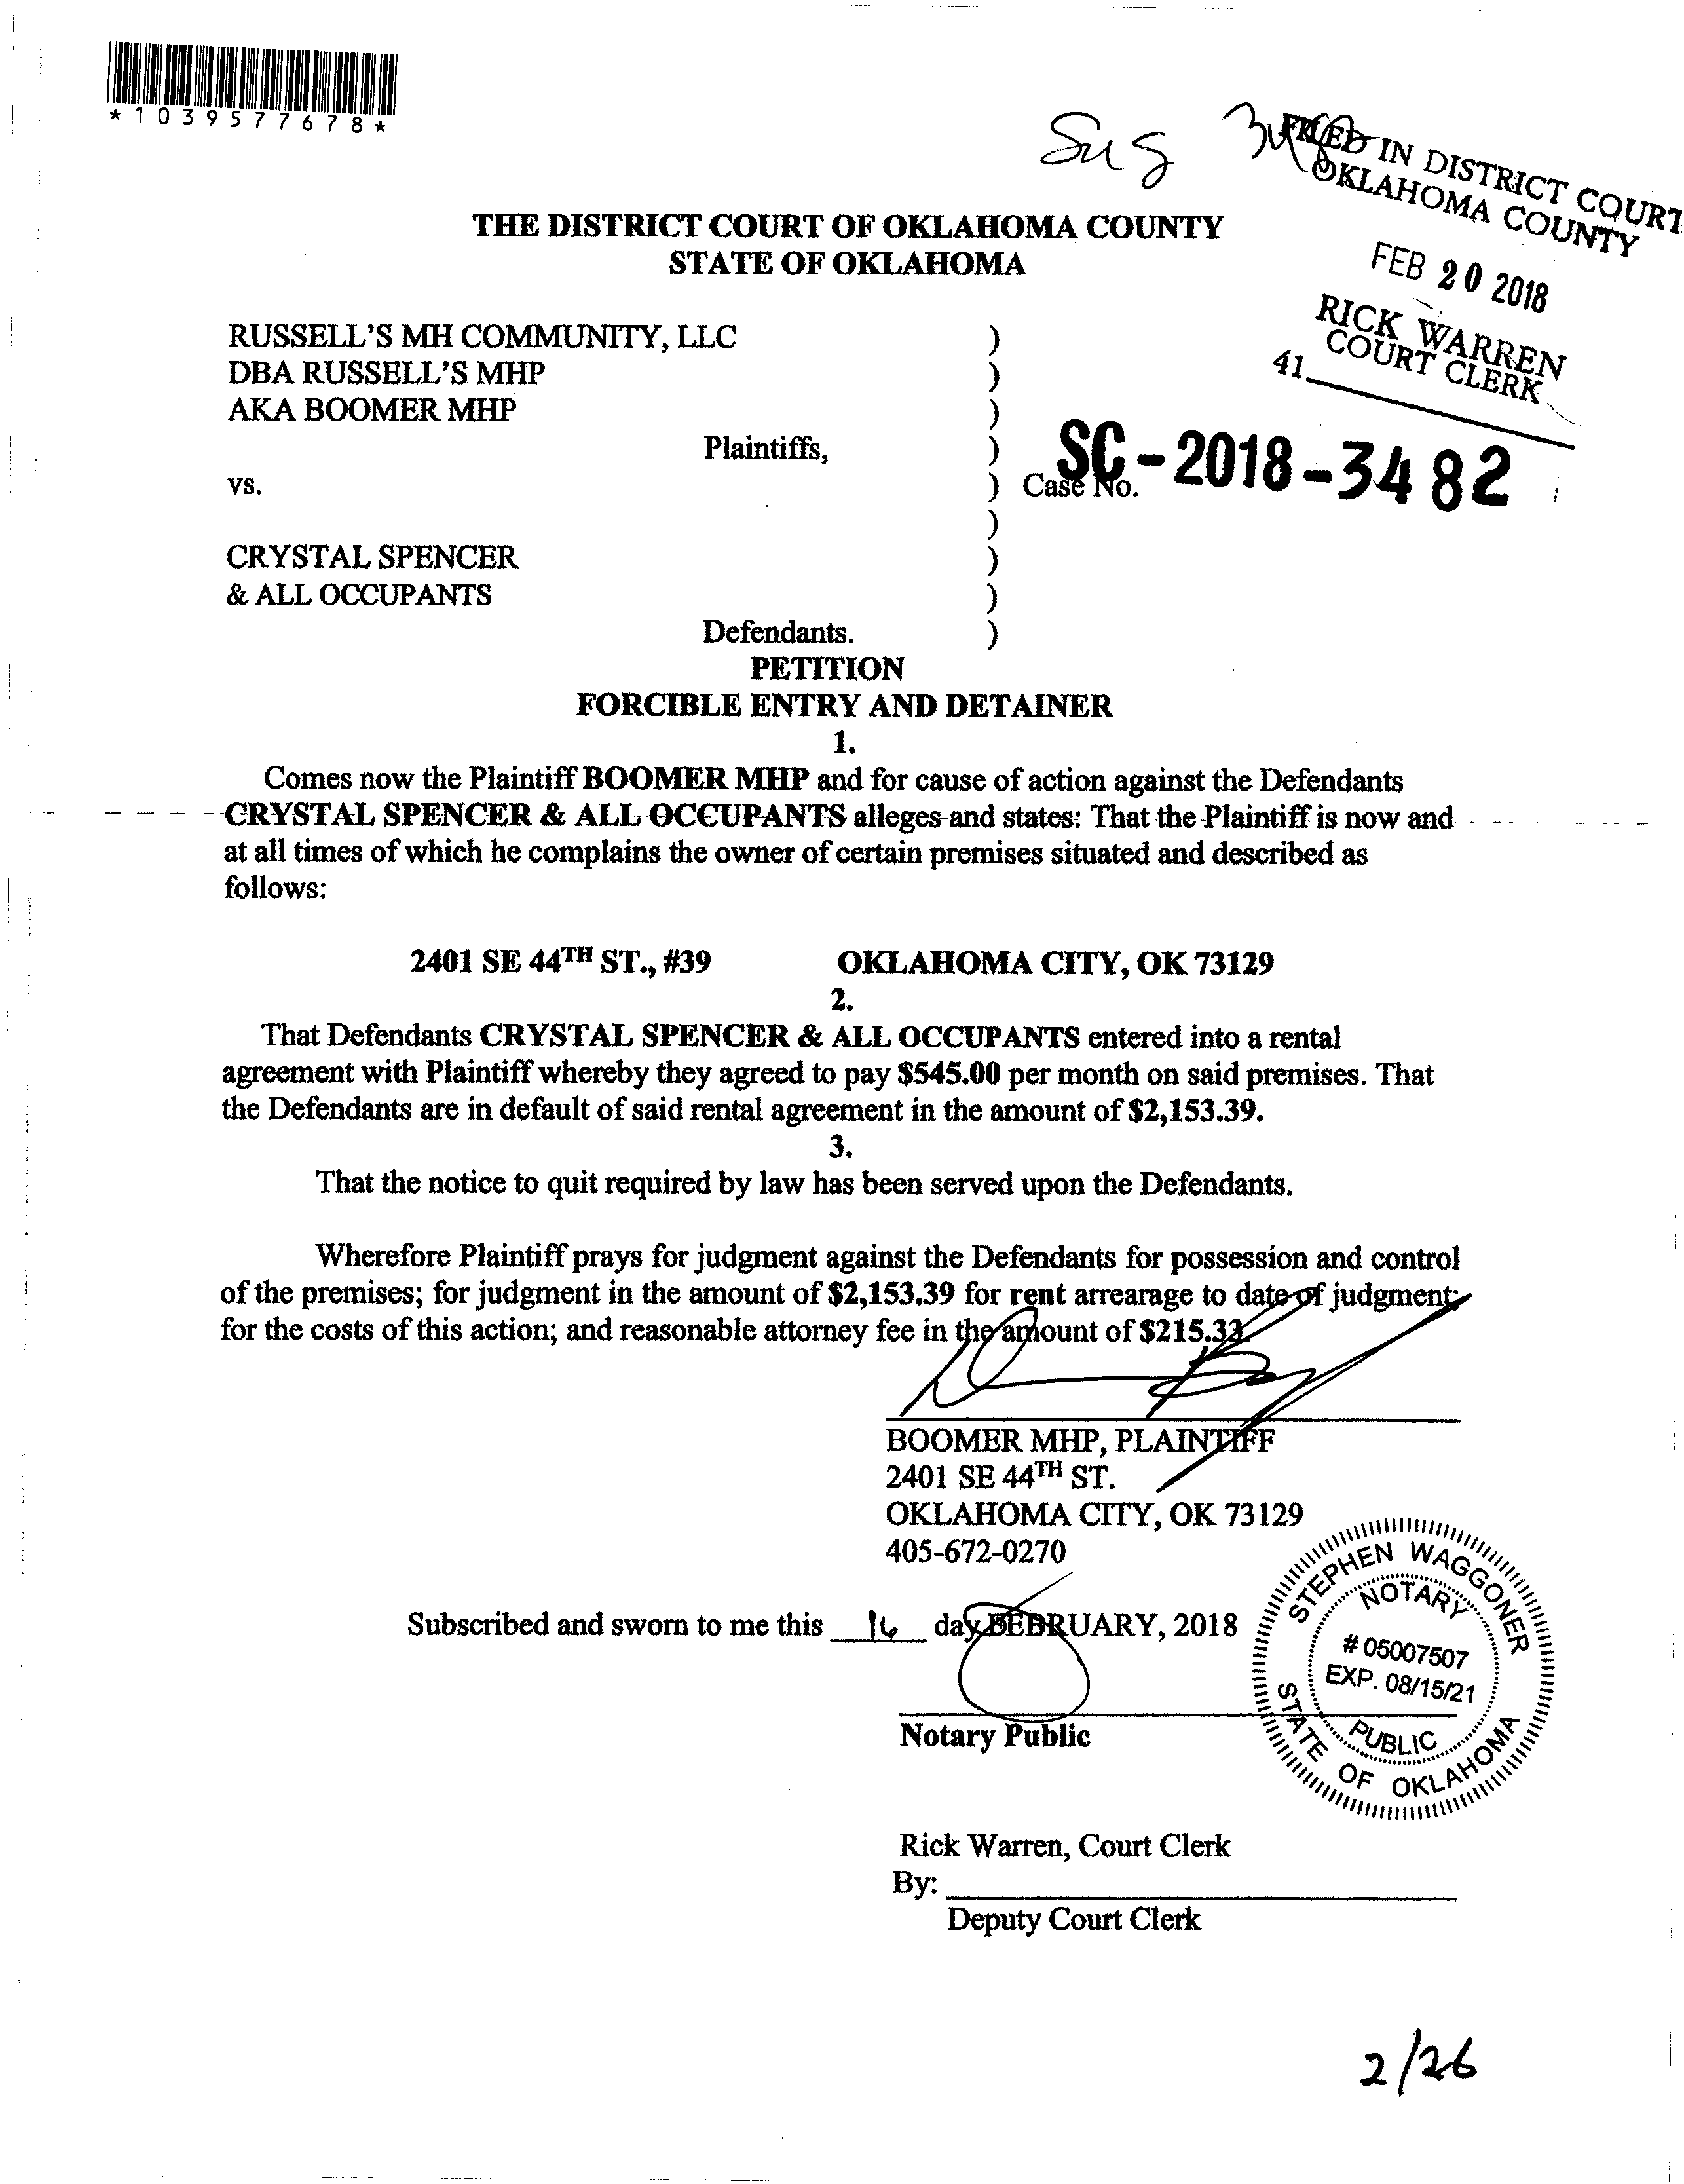 *1039577678*
FILED IN DISTRICT COURT
OKLAHOMA COUNTY
FEB 20 2018
RICK WARREN
COURT CLERK
41
THE DISTRICT COURT OF OKLAHOMA COUNTY
STATE OF OKLAHOMA
RUSSELL'S MH COMMUNITY, LLC )
DBA RUSSELL'S MHP )
AKA BOOMER MHP )
Plaintiffs, )
vs. ) Case No. SC-2018-3482
)
CRYSTAL SPENCER )
& ALL OCCUPANTS )
Defendants. )
PETITION
FORCIBLE ENTRY AND DETAINER
1.
Comes now the Plaintiff BOOMER MHP and for cause of action against the Defendants
CRYSTAL SPENCER & ALL OCCUPANTS alleges and states: That the Plaintiff is now and
at all times of which he complains the owner of certain premises situated and described as
follows:
2401 SE 44TH ST., #39 OKLAHOMA CITY, OK 73129
2.
That Defendants CRYSTAL SPENCER & ALL OCCUPANTS entered into a rental
agreement with Plaintiff whereby they agreed to pay $545.00 per month on said premises. That
the Defendants are in default of said rental agreement in the amount of $2,153.39.
3.
That the notice to quit required by law has been served upon the Defendants.
Wherefore Plaintiff prays for judgment against the Defendants for possession and control
of the premises; for judgment in the amount of $2,153.39 for rent arrearage to date of judgment;
for the costs of this action; and reasonable attorney fee in the amount of $215.33.
BOOMER MHP, PLAINTIFF
2401 SE 44TH ST.
OKLAHOMA CITY, OK 73129
405-672-0270
Subscribed and sworn to me this 16 day FEBRUARY, 2018
STEPHEN WAGGONER
NOTARY
# 05007507
EXP. 08/15/21
PUBLIC
STATE OF OKLAHOMA
Notary Public
Rick Warren, Court Clerk
By:
Deputy Court Clerk
2/26